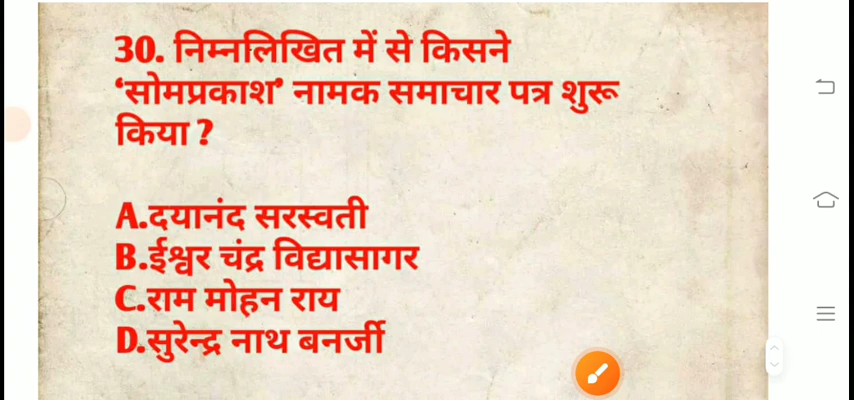 30. निम्नलिखित में से किसने
‘सोमप्रकाश’ नामक समाचार पत्र शुरू
किया ?
A.दयानंद सरस्वती
B.ईश्वर चंद्र विद्यासागर
C.राम मोहन राय
D.सुरेन्द्र नाथ बनर्जी